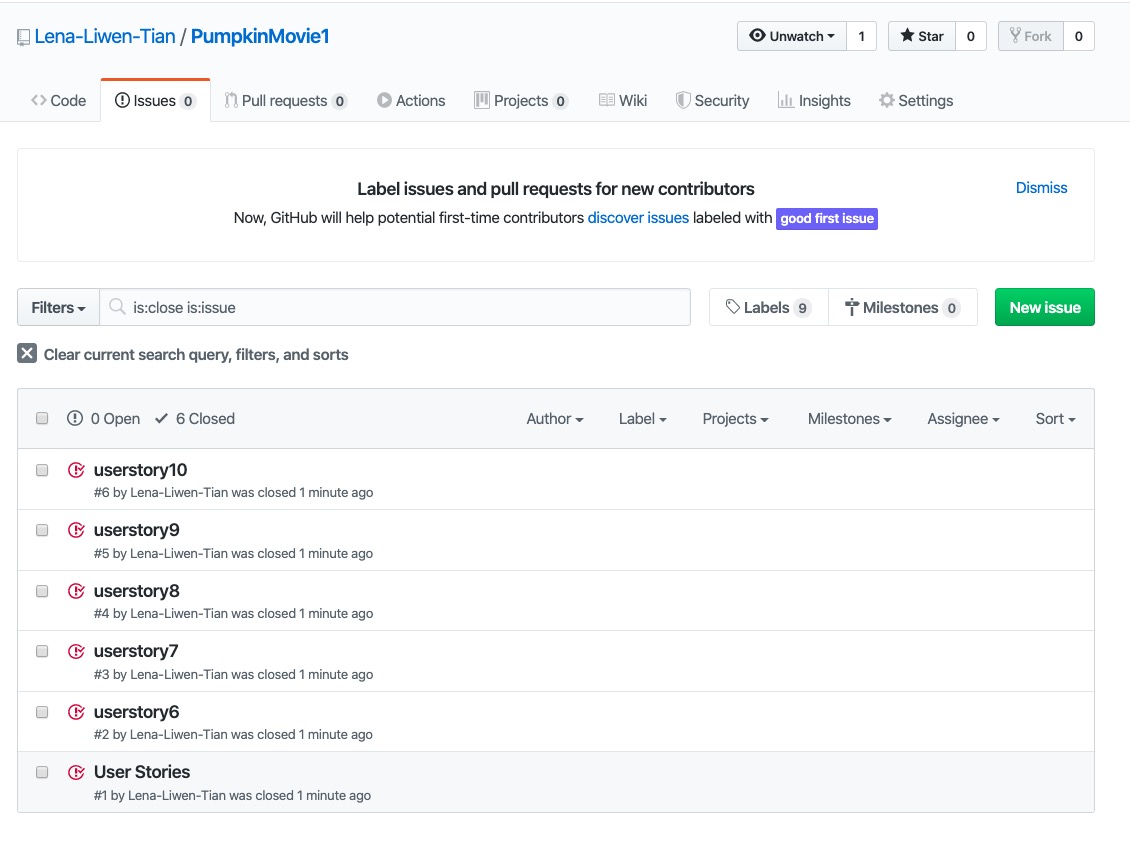 Lena-Liwen-Tian / PumpkinMovie1
Unwatch 1 Star 0 Fork 0
Code Issues 0 Pull requests 0 Actions Projects 0 Wiki Security Insights Settings
Label issues and pull requests for new contributors
Dismiss
Now, GitHub will help potential first-time contributors discover issues labeled with good first issue
Filters is:close is:issue Labels 9 Milestones 0 New issue
Clear current search query, filters, and sorts
0 Open 6 Closed Author Label Projects Milestones Assignee Sort
userstory10
#6 by Lena-Liwen-Tian was closed 1 minute ago
userstory9
#5 by Lena-Liwen-Tian was closed 1 minute ago
userstory8
#4 by Lena-Liwen-Tian was closed 1 minute ago
userstory7
#3 by Lena-Liwen-Tian was closed 1 minute ago
userstory6
#2 by Lena-Liwen-Tian was closed 1 minute ago
User Stories
#1 by Lena-Liwen-Tian was closed 1 minute ago